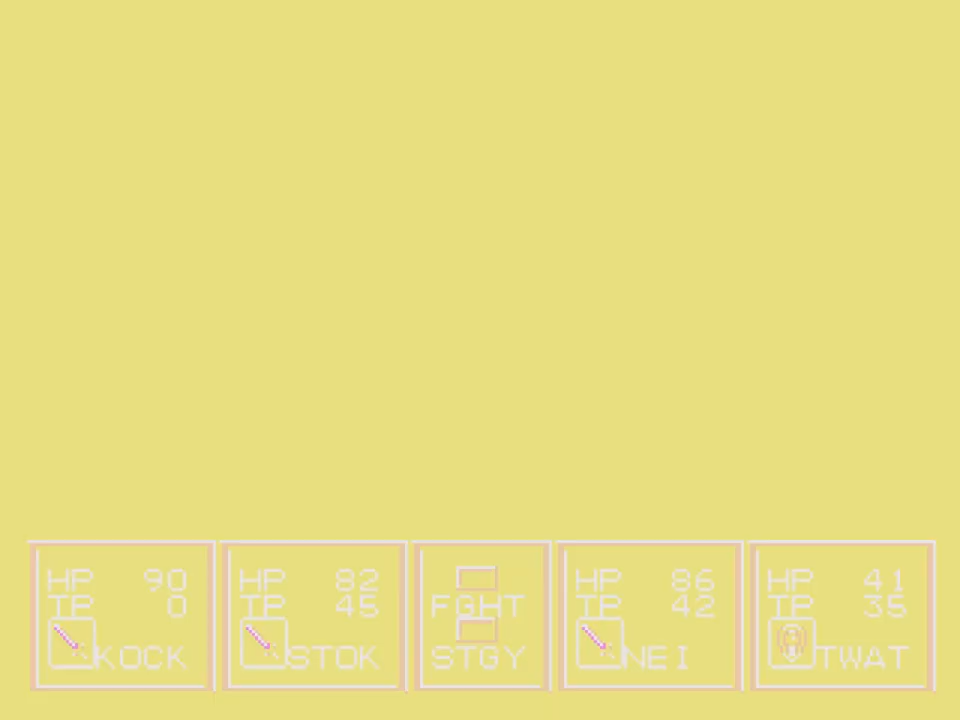 HP 90 HP 82 HP 86 HP 41
TP 0 TP 45 FGHT TP 42 TP 35
KOCK STOK STGY NEI TWAT